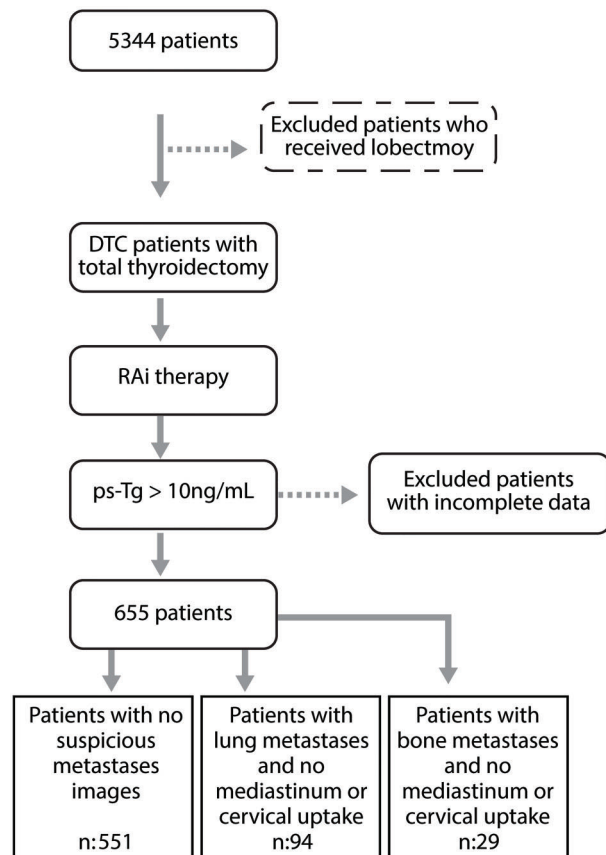 5344 patients
Excluded patients who
received lobectmoy
DTC patients with
total thyroidectomy
RAi therapy
ps-Tg > 10ng/mL
Excluded patients
with incomplete data
655 patients
Patients with no
suspicious
metastases
images
n:551
Patients with
lung metastases
and no
mediastinum or
cervical uptake
n:94
Patients with
bone metastases
and no
mediastinum or
cervical uptake
n:29